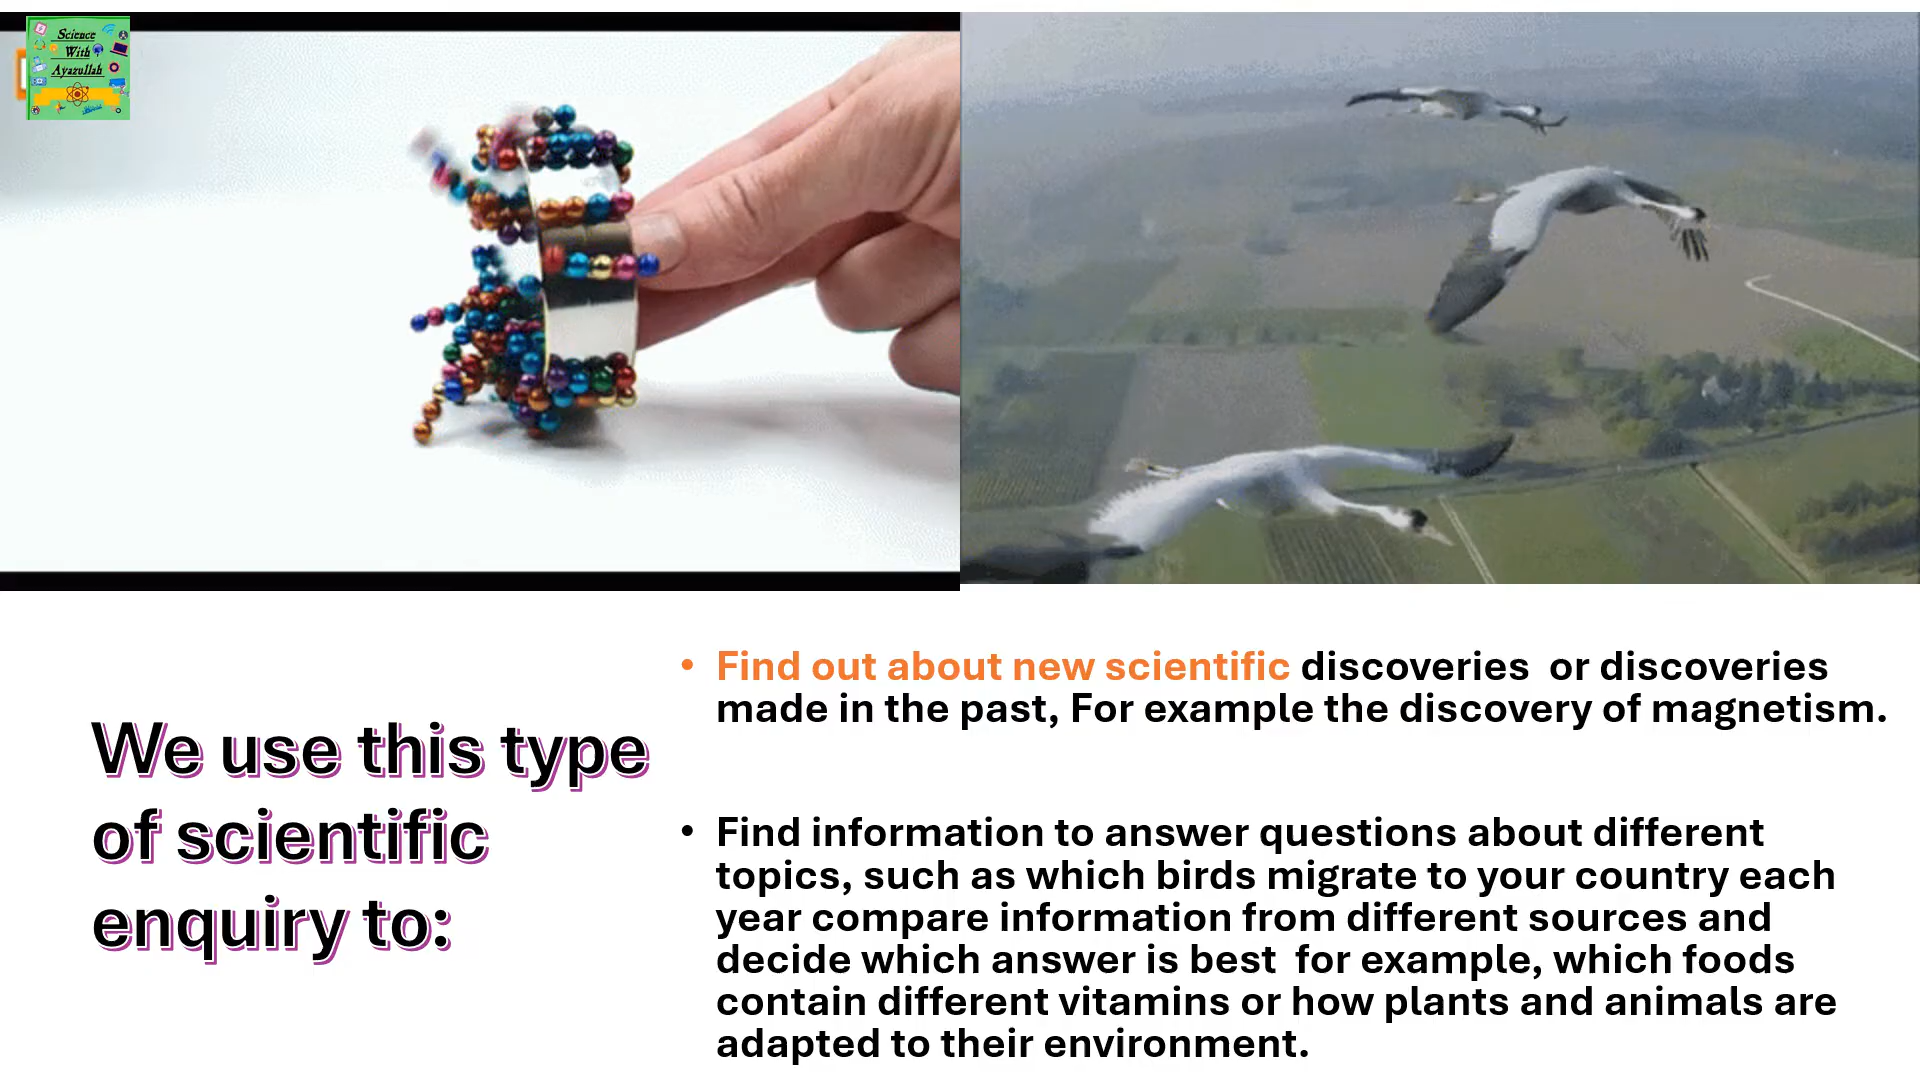 Science
With
Ayazullah
We use this type
of scientific
enquiry to:
• Find out about new scientific discoveries  or discoveries
made in the past, For example the discovery of magnetism.
• Find information to answer questions about different
topics, such as which birds migrate to your country each
year compare information from different sources and
decide which answer is best  for example, which foods
contain different vitamins or how plants and animals are
adapted to their environment.